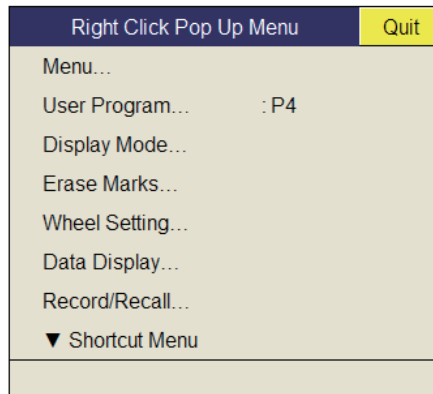 Right Click Pop Up Menu Quit
Menu...
User Program... : P4
Display Mode...
Erase Marks...
Wheel Setting...
Data Display...
Record/Recall...
▼ Shortcut Menu